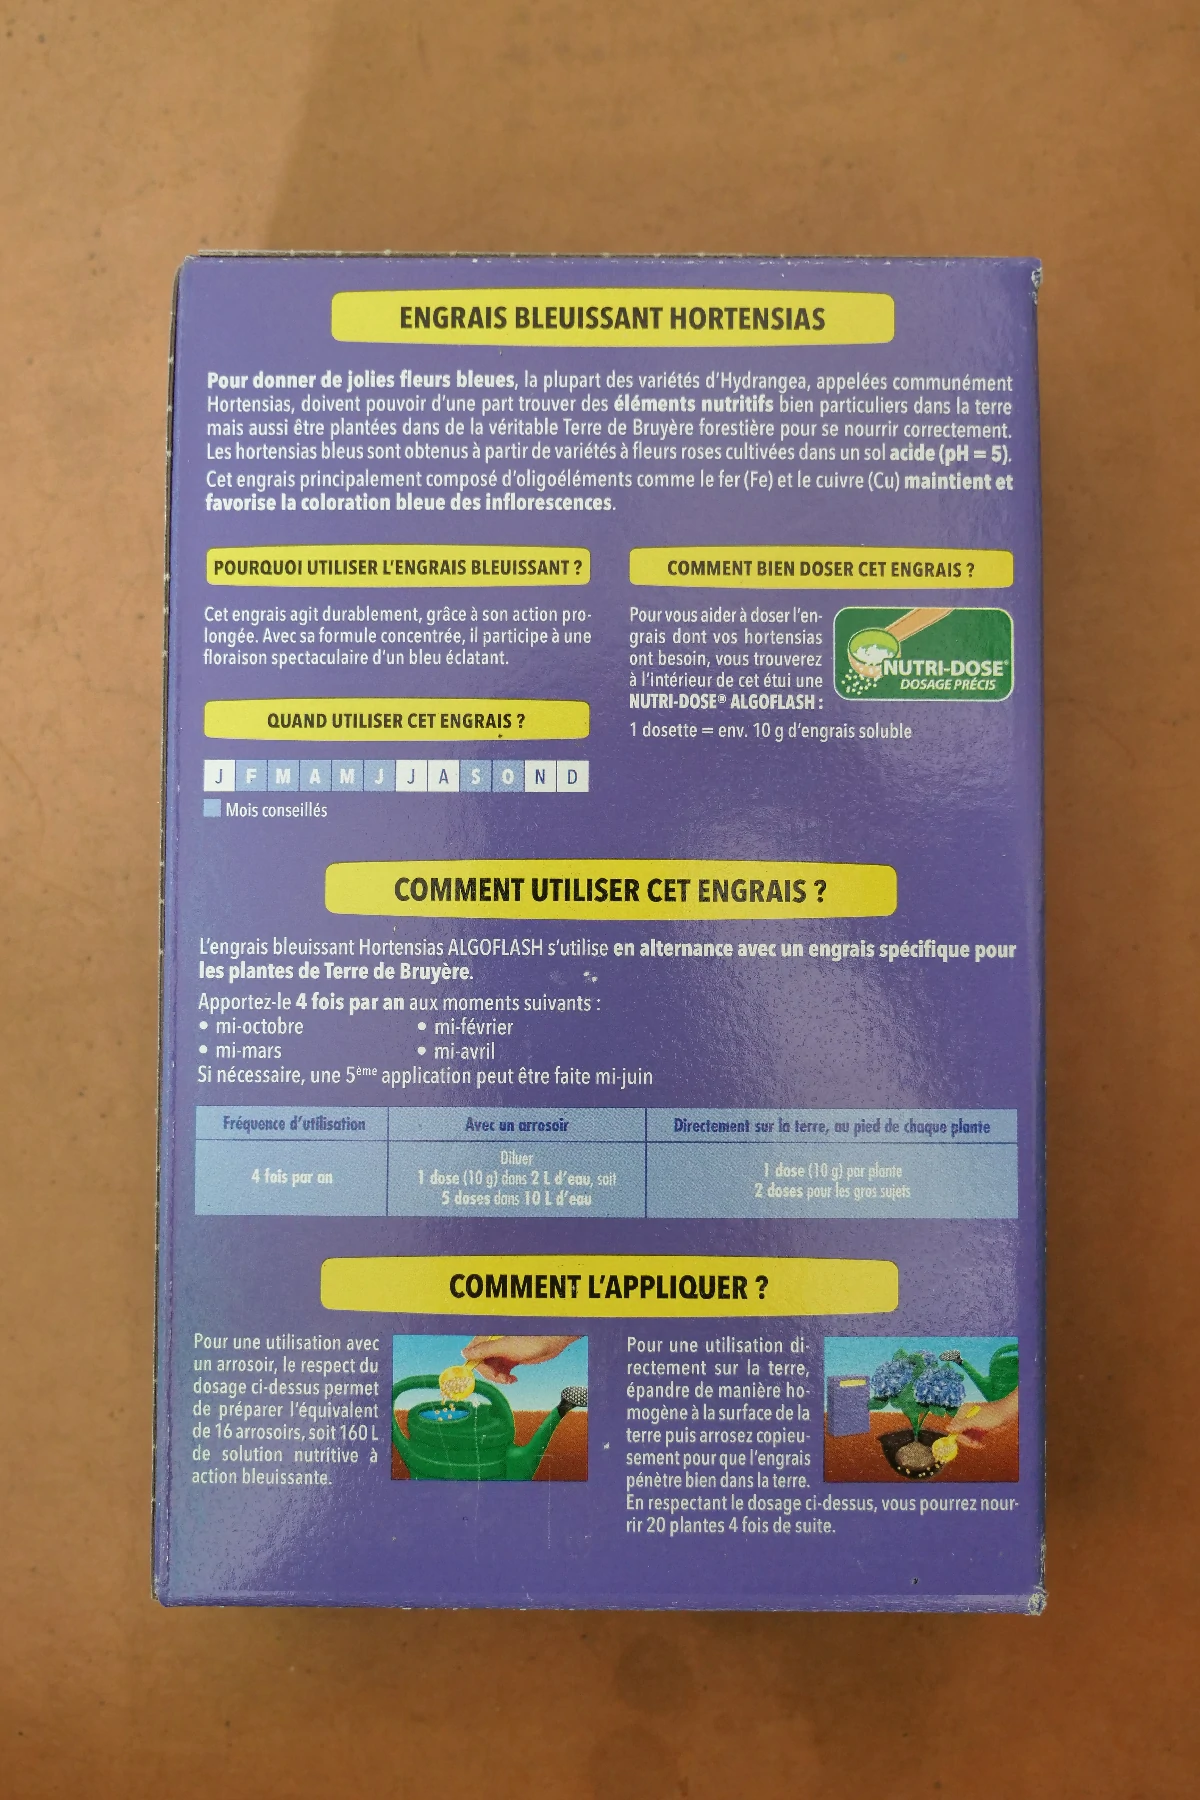 ENGRAIS BLEUISSANT HORTENSIAS
Pour donner de jolies fleurs bleues, la plupart des variétés d'Hydrangea, appelées communément
Hortensias, doivent pouvoir d'une part trouver des éléments nutritifs bien particuliers dans la terre
mais aussi être plantées dans de la véritable Terre de Bruyère forestière pour se nourrir correctement.
Les hortensias bleus sont obtenus à partir de variétés à fleurs roses cultivées dans un sol acide (pH = 5).
Cet engrais principalement composé d'oligoéléments comme le fer (Fe) et le cuivre (Cu) maintient et
favorise la coloration bleue des inflorescences.
POURQUOI UTILISER L'ENGRAIS BLEUISSANT ?
Cet engrais agit durablement, grâce à son action pro-
longée. Avec sa formule concentrée, il participe à une
floraison spectaculaire d'un bleu éclatant.
QUAND UTILISER CET ENGRAIS ?
J F M A M J J A S O N D
Mois conseillés
COMMENT BIEN DOSER CET ENGRAIS ?
Pour vous aider à doser l'en-
grais dont vos hortensias
ont besoin, vous trouverez
à l'intérieur de cet étui une
NUTRI-DOSE® ALGOFLASH :
1 dosette = env. 10 g d'engrais soluble
NUTRI-DOSE®
DOSAGE PRÉCIS
COMMENT UTILISER CET ENGRAIS ?
L'engrais bleuissant Hortensias ALGOFLASH s'utilise en alternance avec un engrais spécifique pour
les plantes de Terre de Bruyère.
Apportez-le 4 fois par an aux moments suivants :
• mi-octobre • mi-février
• mi-mars • mi-avril
Si nécessaire, une 5ème application peut être faite mi-juin
Fréquence d'utilisation Avec un arrosoir Directement sur la terre, au pied de chaque plante
4 fois par an
Diluer
1 dose (10 g) dans 2 L d'eau, soit
5 doses dans 10 L d'eau
1 dose (10 g) par plante
2 doses pour les gros sujets
COMMENT L'APPLIQUER ?
Pour une utilisation avec
un arrosoir, le respect du
dosage ci-dessus permet
de préparer l'équivalent
de 16 arrosoirs, soit 160 L
de solution nutritive à
action bleuissante.
Pour une utilisation di-
rectement sur la terre,
épandre de manière ho-
mogène à la surface de la
terre puis arrosez copieu-
sement pour que l'engrais
pénètre bien dans la terre.
En respectant le dosage ci-dessus, vous pourrez nour-
rir 20 plantes 4 fois de suite.